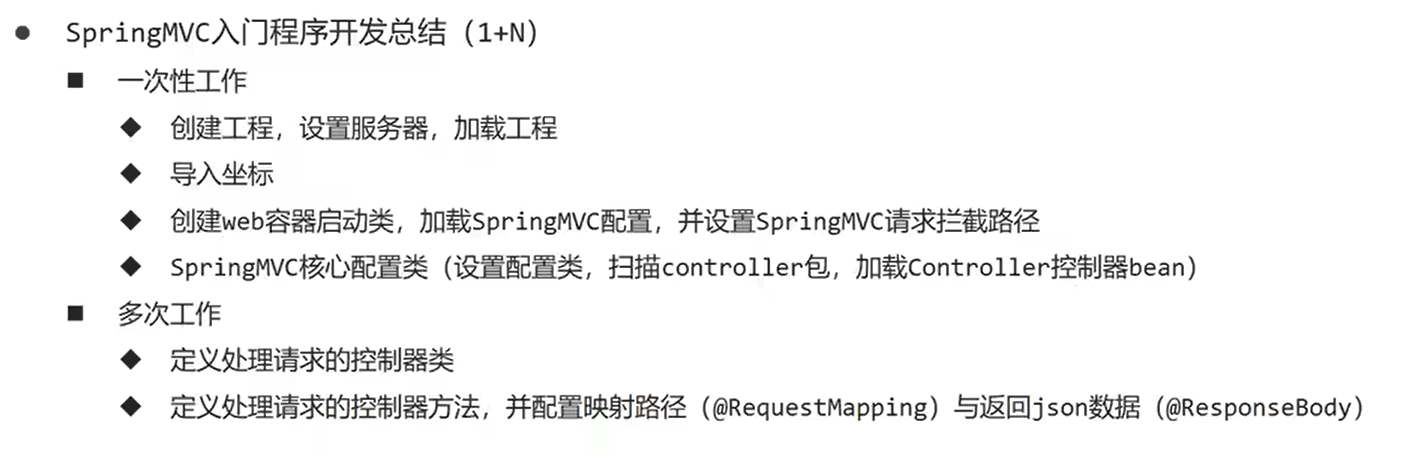 SpringMVC入门程序开发总结（1+N）
一次性工作
创建工程，设置服务器，加载工程
导入坐标
创建web容器启动类，加载SpringMVC配置，并设置SpringMVC请求拦截路径
SpringMVC核心配置类（设置配置类，扫描controller包，加载Controller控制器bean）
多次工作
定义处理请求的控制器类
定义处理请求的控制器方法，并配置映射路径（@RequestMapping）与返回json数据（@ResponseBody）